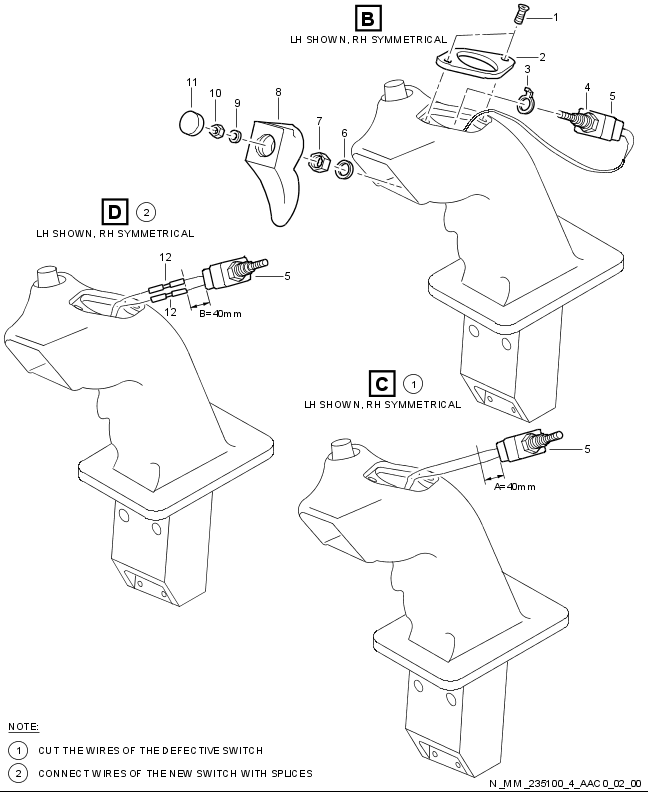 B
LH SHOWN, RH SYMMETRICAL
1
2
3
4
5
11
10
9
8
7
6
D 2
LH SHOWN, RH SYMMETRICAL
12
5
12
B=40mm
C 1
LH SHOWN, RH SYMMETRICAL
5
A=40mm
NOTE:
1 CUT THE WIRES OF THE DEFECTIVE SWITCH
2 CONNECT WIRES OF THE NEW SWITCH WITH SPLICES
N_MM_235100_4_AAC0_02_00